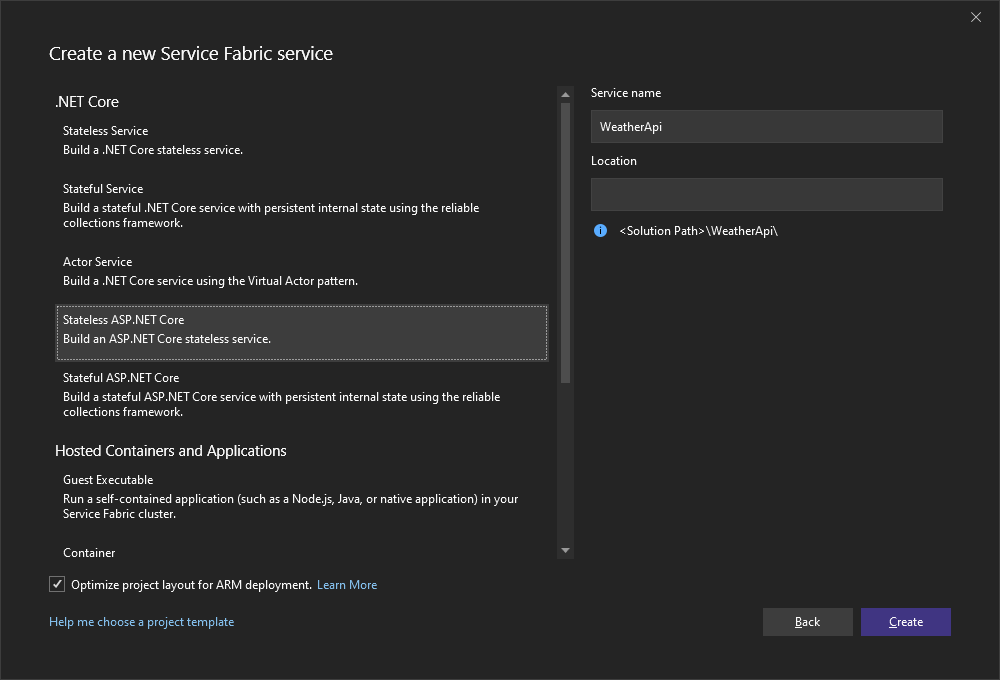 Create a new Service Fabric service
.NET Core
Stateless Service
Build a .NET Core stateless service.
Stateful Service
Build a stateful .NET Core service with persistent internal state using the reliable
collections framework.
Actor Service
Build a .NET Core service using the Virtual Actor pattern.
Stateless ASP.NET Core
Build an ASP.NET Core stateless service.
Stateful ASP.NET Core
Build a stateful ASP.NET Core service with persistent internal state using the reliable
collections framework.
Hosted Containers and Applications
Guest Executable
Run a self-contained application (such as a Node.js, Java, or native application) in your
Service Fabric cluster.
Container
Service name
WeatherApi
Location
<Solution Path>\WeatherApi\
Optimize project layout for ARM deployment. Learn More
Help me choose a project template
Back
Create